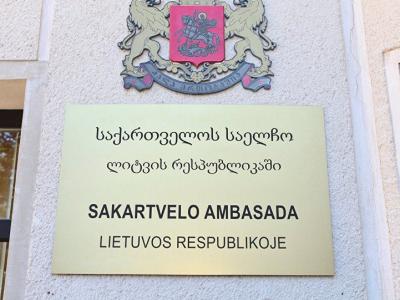 საქართველოს საელჩო
ლიტვის რესპუბლიკაში
SAKARTVELO AMBASADA
LIETUVOS RESPUBLIKOJE